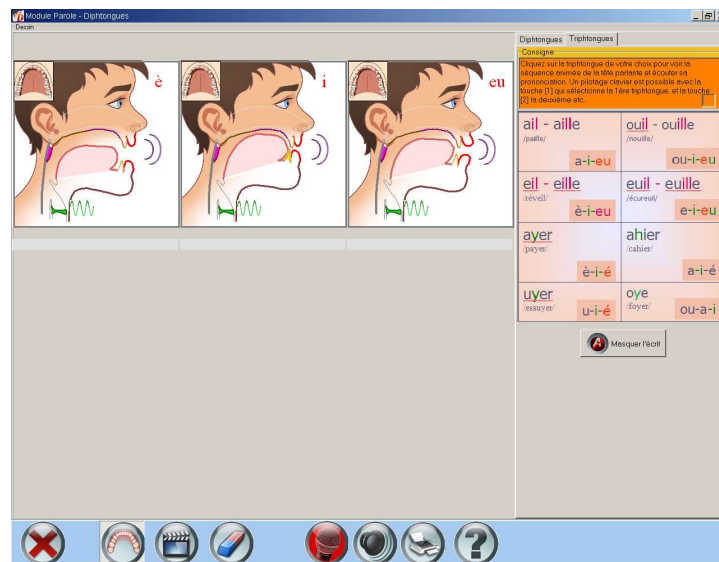 Module Parole - Diphtongues
Dessin
Diphtongues Triphtongues
Consigne
Cliquez sur la triphtongue de votre choix pour voir la
séquence animée de la tête parlante et écouter sa
prononciation. Un pilotage clavier est possible avec la
touche [1] qui sélectionne la 1ère triphtongue, et la touche
[2] la deuxième etc..
è
i
eu
ail - aille
/paille/
a-i-eu
ouil - ouille
/nouille/
ou-i-eu
eil - eille
/réveil/
è-i-eu
euil - euille
/écureuil/
e-i-eu
ayer
/payer/
è-i-é
ahier
/cahier/
a-i-é
uyer
/essuyer/
u-i-é
oye
/foyer/
ou-a-i
Masquer l'écrit